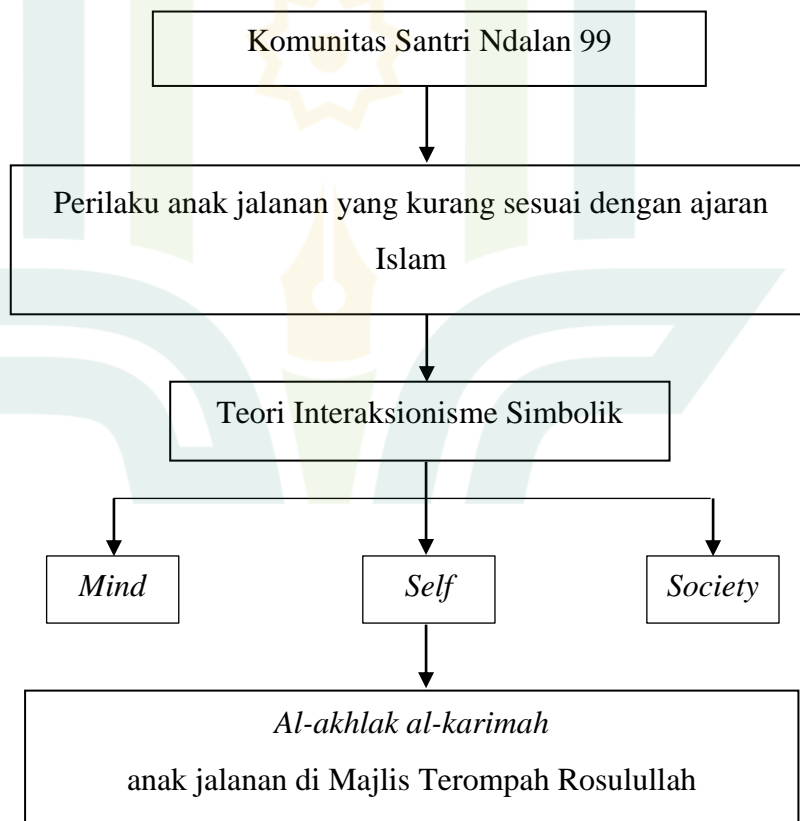 Komunitas Santri Ndalan 99
Perilaku anak jalanan yang kurang sesuai dengan ajaran
Islam
Teori Interaksionisme Simbolik
Mind
Self
Society
Al-akhlak al-karimah
anak jalanan di Majlis Terompah Rosulullah